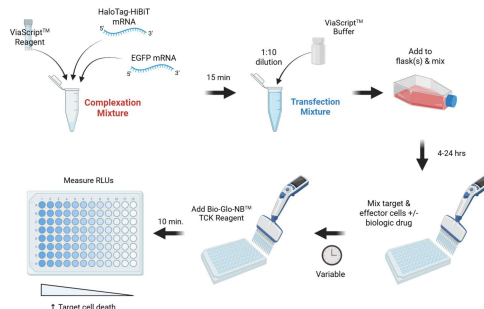 HaloTag-HiBiT
mRNA
ViaScript™
Reagent
5' 3'
EGFP mRNA
5' 3'
Complexation
Mixture
15 min
1:10
dilution
ViaScript™
Buffer
Transfection
Mixture
Add to
flask(s) & mix
4-24 hrs
Mix target &
effector cells +/-
biologic drug
Variable
Add Bio-Glo-NB™
TCK Reagent
10 min.
Measure RLUs
↑ Target cell death